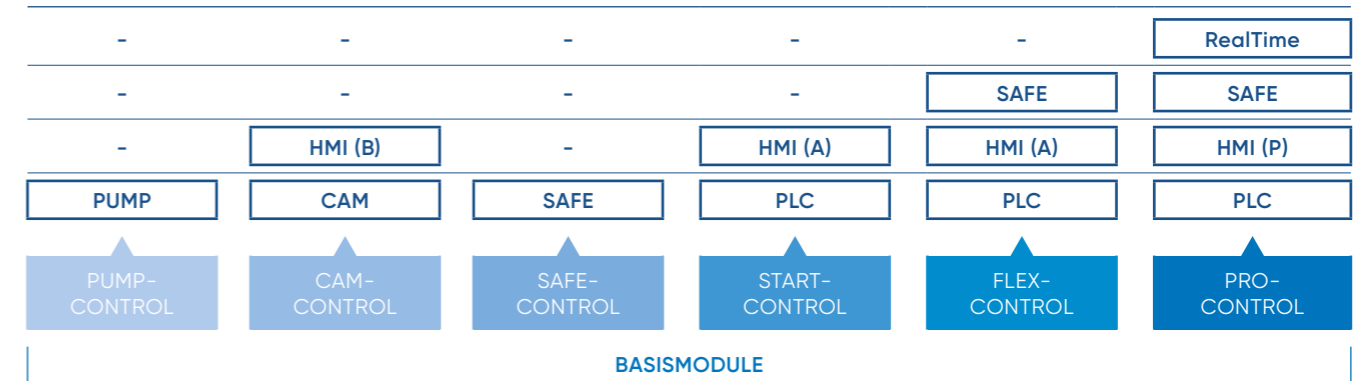 - - - - - RealTime
- - - - SAFE SAFE
- HMI (B) - HMI (A) HMI (A) HMI (P)
PUMP CAM SAFE PLC PLC PLC
PUMP- CAM- SAFE- START- FLEX- PRO-
CONTROL CONTROL CONTROL CONTROL CONTROL CONTROL
BASISMODULE